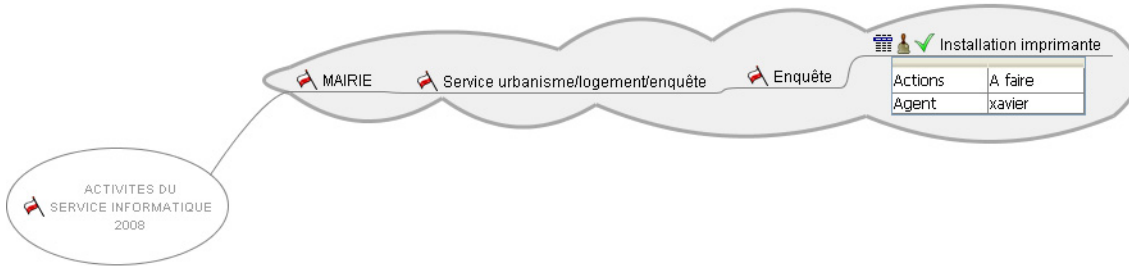 Installation imprimante
MAIRIE
Service urbanisme/logement/enquête
Enquête
Actions
A faire
Agent
xavier
ACTIVITES DU
SERVICE INFORMATIQUE
2008